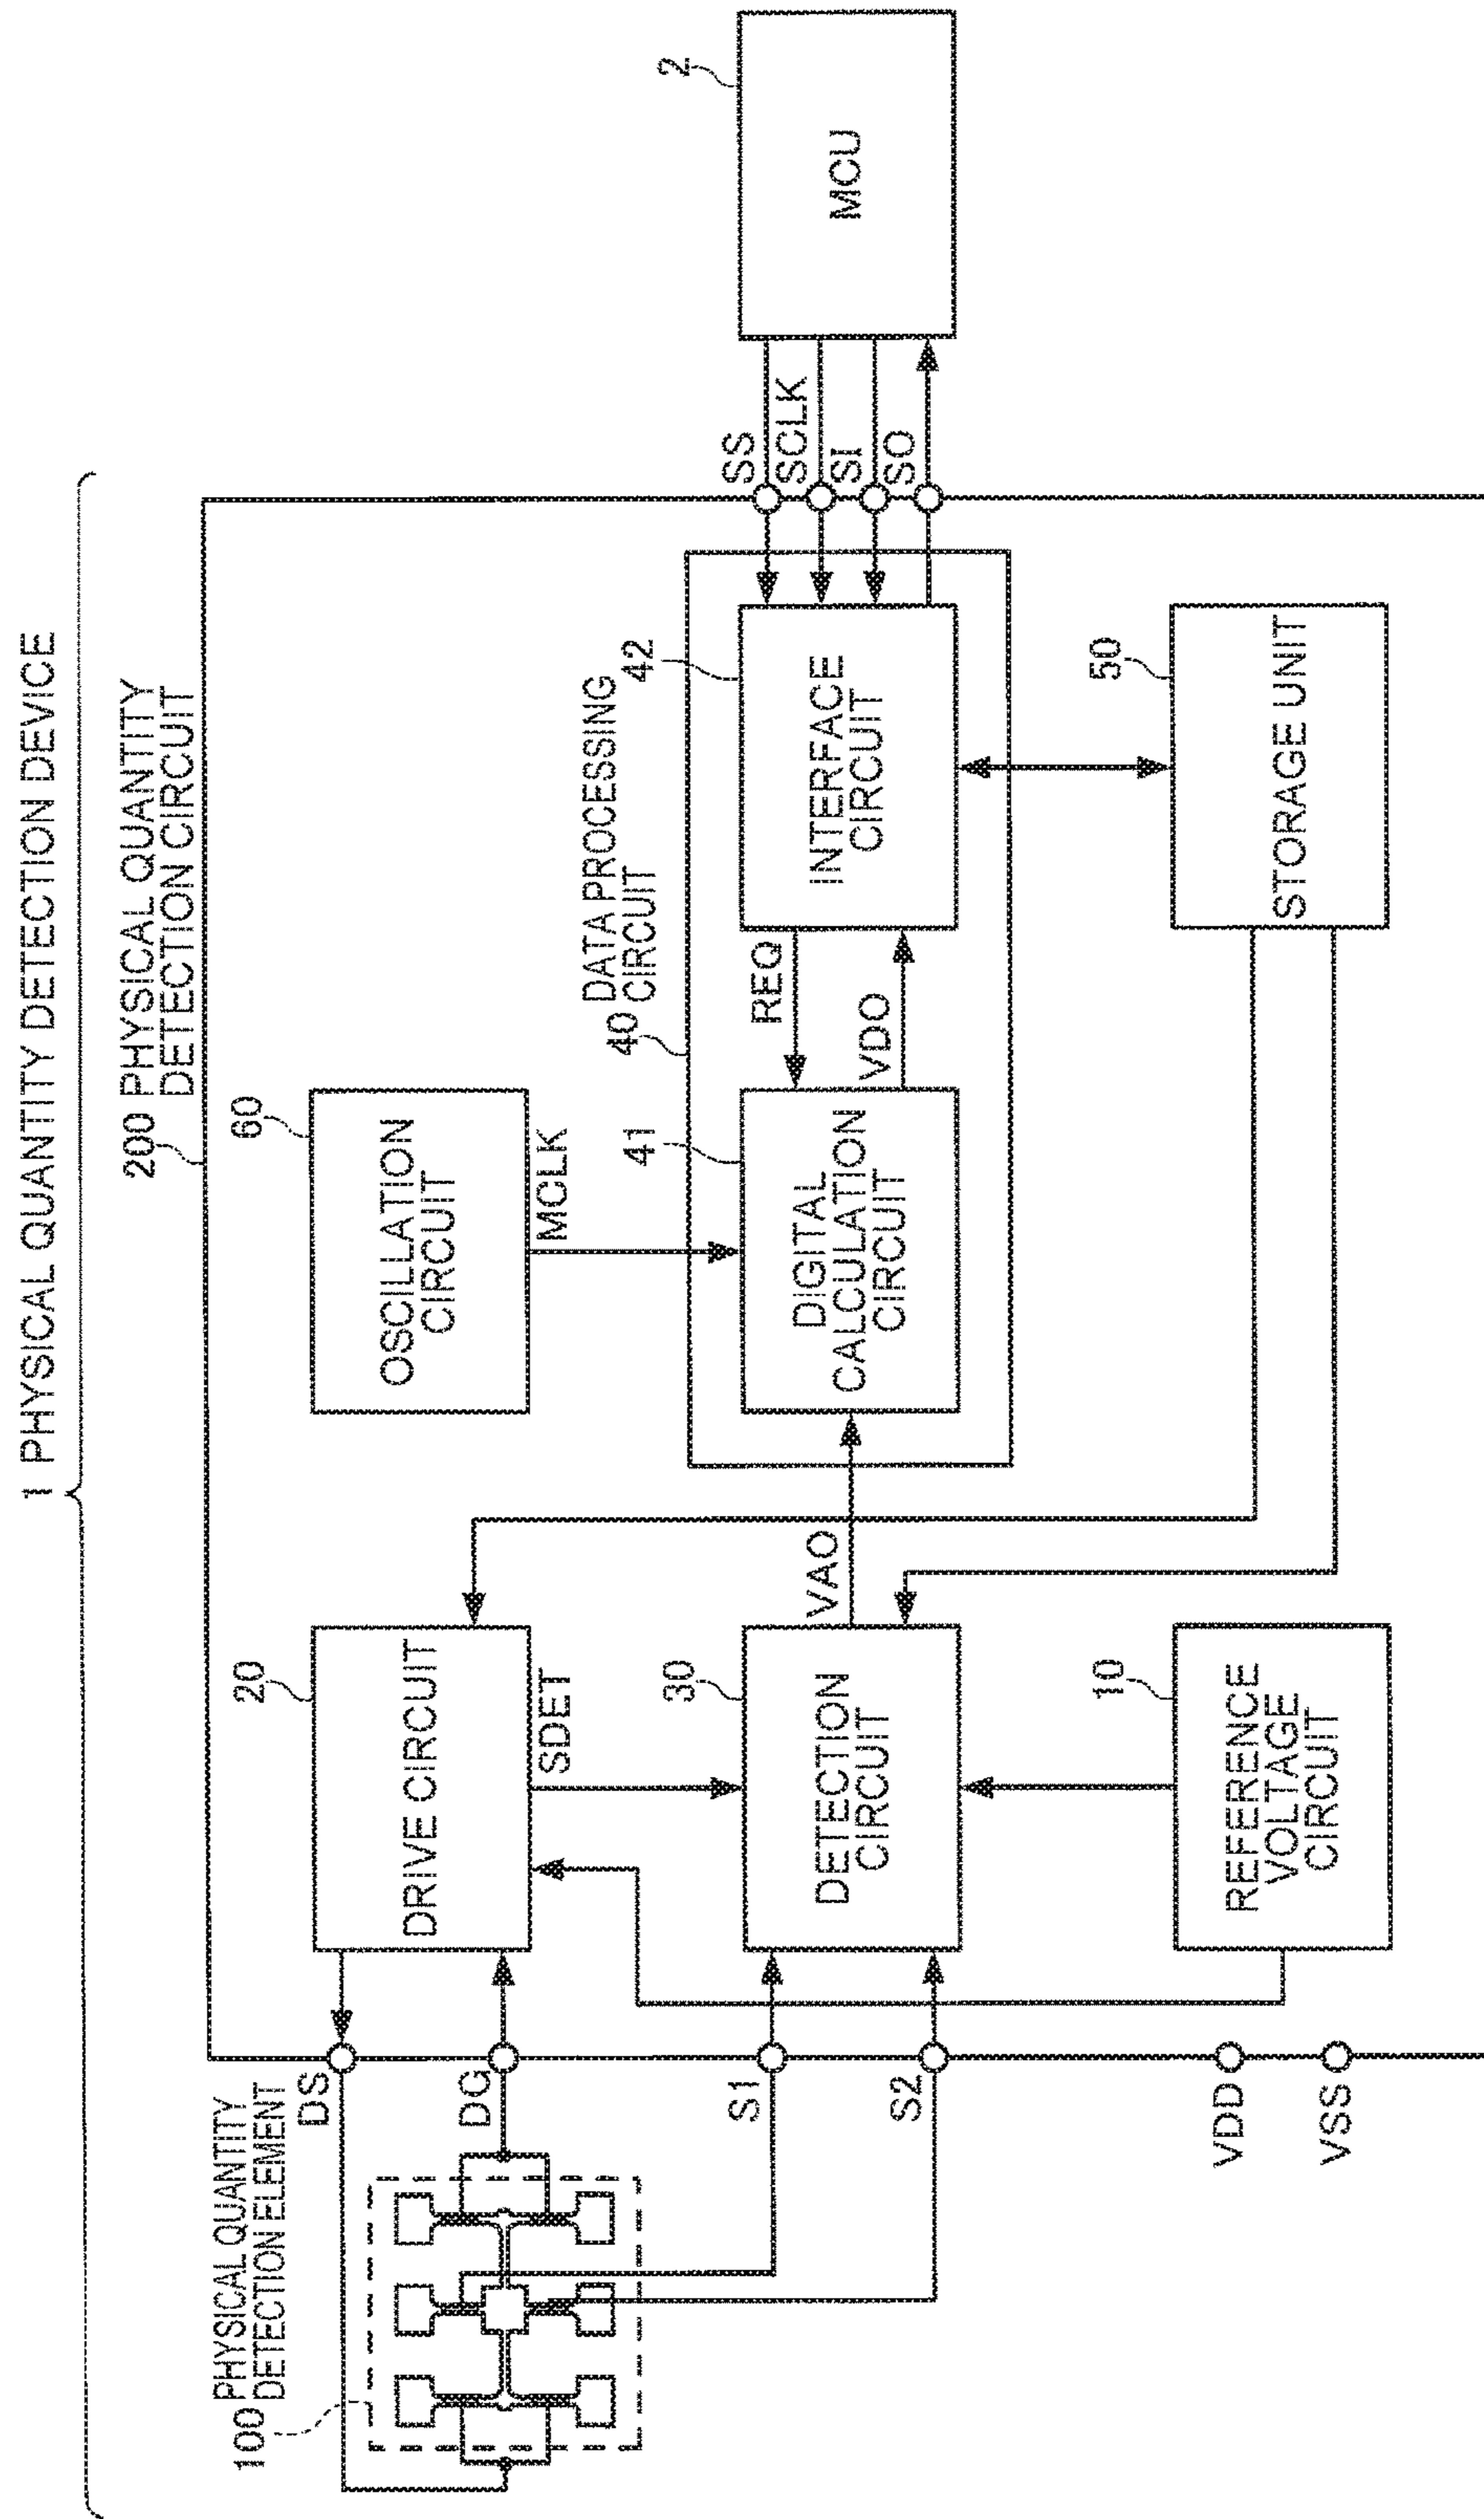 1 PHYSICAL QUANTITY DETECTION DEVICE
200 PHYSICAL QUANTITY
DETECTION CIRCUIT
100 PHYSICAL QUANTITY
DETECTION ELEMENT
DS
DG
S1
S2
VDD
VSS
20
DRIVE CIRCUIT
SDET
30
DETECTION
CIRCUIT
VAO
10
REFERENCE
VOLTAGE
CIRCUIT
60
OSCILLATION
CIRCUIT
MCLK
40
DATA PROCESSING
CIRCUIT
41
DIGITAL
CALCULATION
CIRCUIT
REQ
VDO
42
INTERFACE
CIRCUIT
50
STORAGE UNIT
SS
SCLK
SI
SO
2
MCU